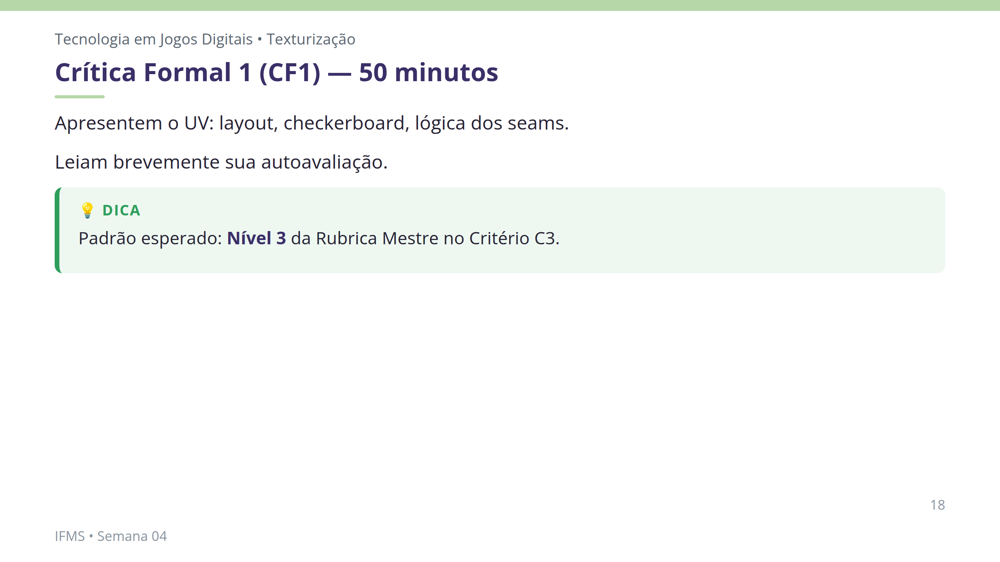 Tecnologia em Jogos Digitais • Texturização
Crítica Formal 1 (CF1) — 50 minutos
Apresentem o UV: layout, checkerboard, lógica dos seams.
Leiam brevemente sua autoavaliação.
💡 DICA
Padrão esperado: Nível 3 da Rubrica Mestre no Critério C3.
18
IFMS • Semana 04